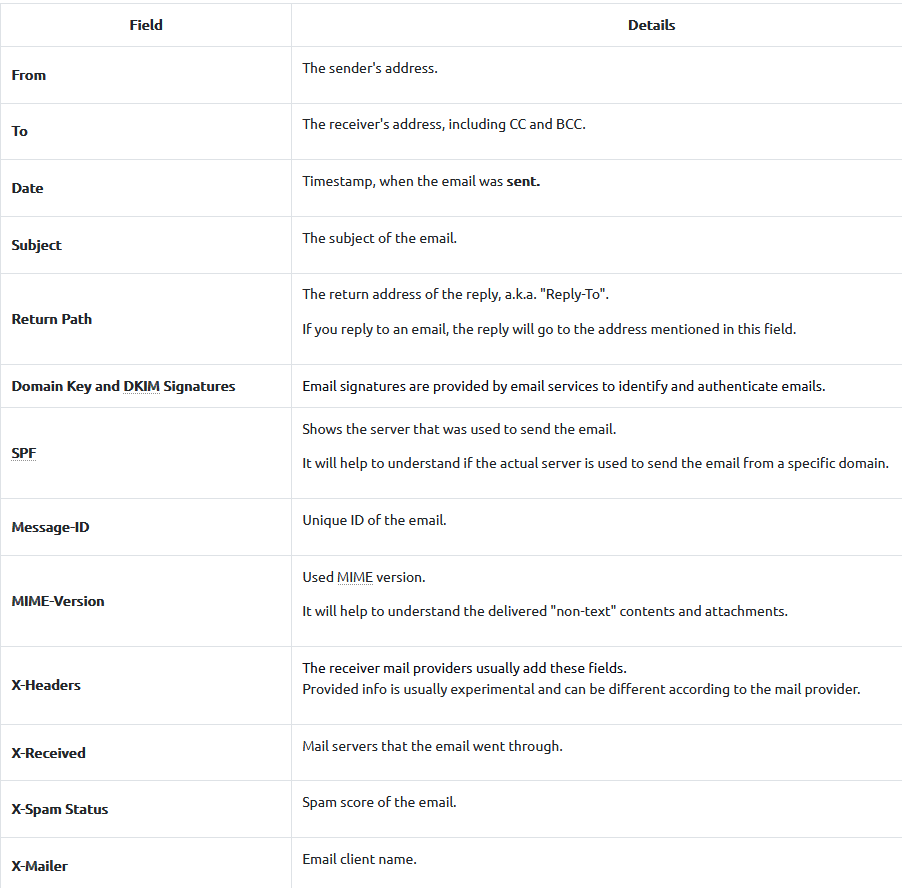 Field Details
From The sender's address.
To The receiver's address, including CC and BCC.
Date Timestamp, when the email was sent.
Subject The subject of the email.
Return Path The return address of the reply, a.k.a. "Reply-To".
If you reply to an email, the reply will go to the address mentioned in this field.
Domain Key and DKIM Signatures Email signatures are provided by email services to identify and authenticate emails.
SPF Shows the server that was used to send the email.
It will help to understand if the actual server is used to send the email from a specific domain.
Message-ID Unique ID of the email.
MIME-Version Used MIME version.
It will help to understand the delivered "non-text" contents and attachments.
X-Headers The receiver mail providers usually add these fields.
Provided info is usually experimental and can be different according to the mail provider.
X-Received Mail servers that the email went through.
X-Spam Status Spam score of the email.
X-Mailer Email client name.